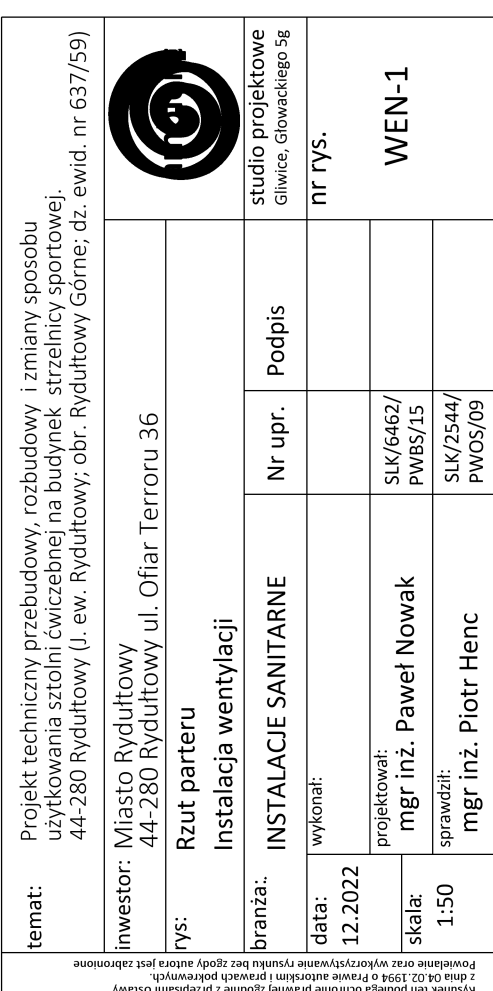 temat:
Projekt techniczny przebudowy, rozbudowy i zmiany sposobu
użytkowania sztolni ćwiczebnej na budynek strzelnicy sportowej.
44-280 Rydułtowy (J. ew. Rydułtowy; obr. Rydułtowy Górne; dz. ewid. nr 637/59)
inwestor:
Miasto Rydułtowy
44-280 Rydułtowy ul. Ofiar Terroru 36
rys:
Rzut parteru
Instalacja wentylacji
studio projektowe
Gliwice, Głowackiego 5g
branża:.
INSTALACJE SANITARNE
Nr upr.
Podpis
nr rys.
WEN-1
data:
12.2022
wykonał:
skala:
1:50
projektował:
mgr inż. Paweł Nowak
SLK/6462/
PWBS/15
sprawdził:
mgr inż. Piotr Henc
SLK/2544/
PWOS/09
Rysunek ten podlega ochronie prawnej zgodnie z przepisami Ustawy
z dnia 04.02.1994 o Prawie autorskim i prawach pokrewnych.
Powielanie oraz wykorzystywanie rysunku bez zgody autora jest zabronione